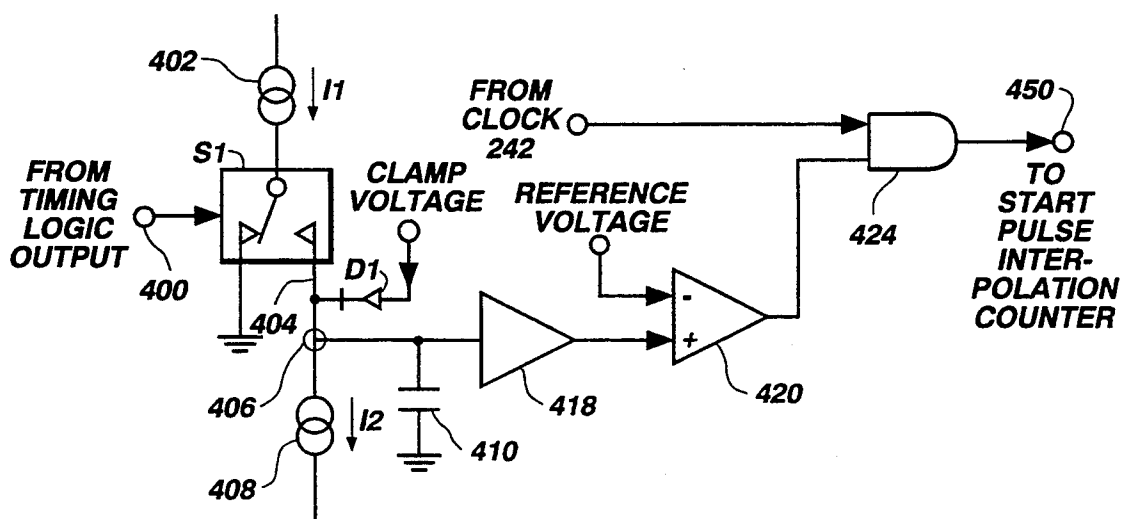 402
I1
S1
FROM
TIMING
LOGIC
OUTPUT
400
CLAMP
VOLTAGE
D1
404
406
408
I2
410
FROM
CLOCK
242
REFERENCE
VOLTAGE
-
+
418
420
424
450
TO
START
PULSE
INTER-
POLATION
COUNTER